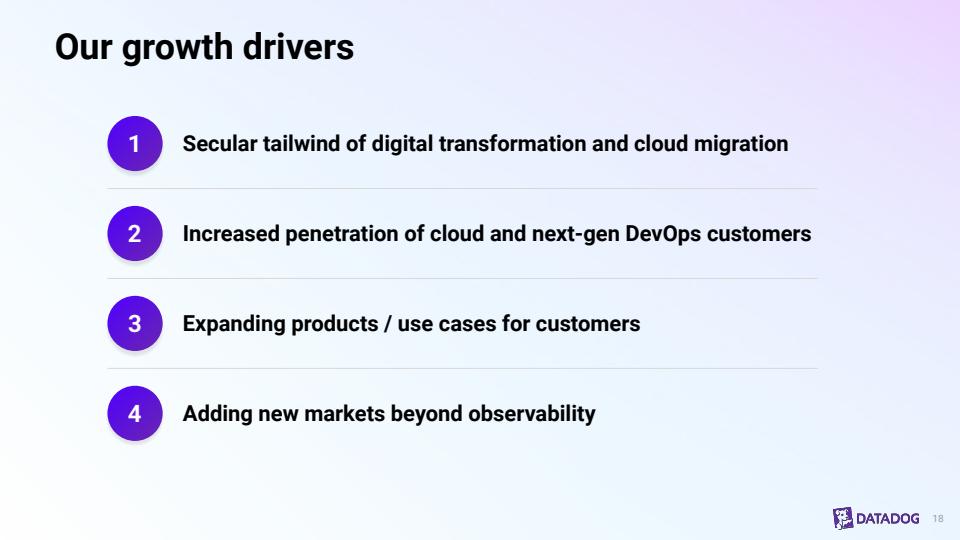 Our growth drivers
1 Secular tailwind of digital transformation and cloud migration
2 Increased penetration of cloud and next-gen DevOps customers
3 Expanding products / use cases for customers
4 Adding new markets beyond observability
DATADOG 18